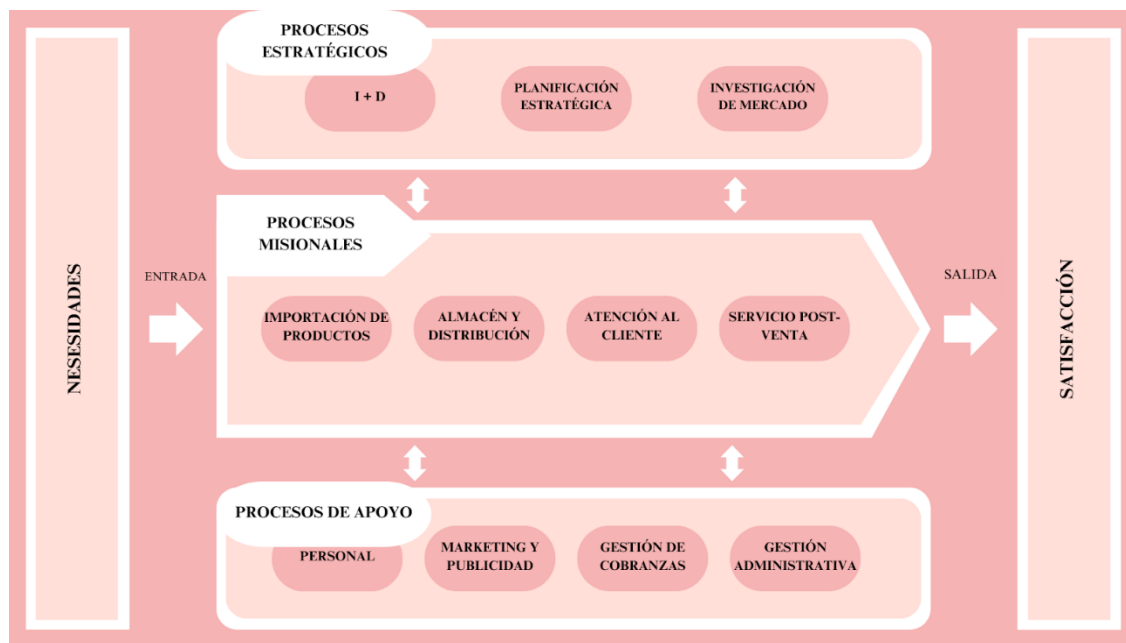 PROCESOS
ESTRATÉGICOS
I + D
PLANIFICACIÓN
ESTRATÉGICA
INVESTIGACIÓN
DE MERCADO
NESESIDADES
ENTRADA
PROCESOS
MISIONALES
IMPORTACIÓN DE
PRODUCTOS
ALMACÉN Y
DISTRIBUCIÓN
ATENCIÓN AL
CLIENTE
SERVICIO POST-
VENTA
SALIDA
SATISFACCIÓN
PROCESOS DE APOYO
PERSONAL
MARKETING Y
PUBLICIDAD
GESTIÓN DE
COBRANZAS
GESTIÓN
ADMINISTRATIVA